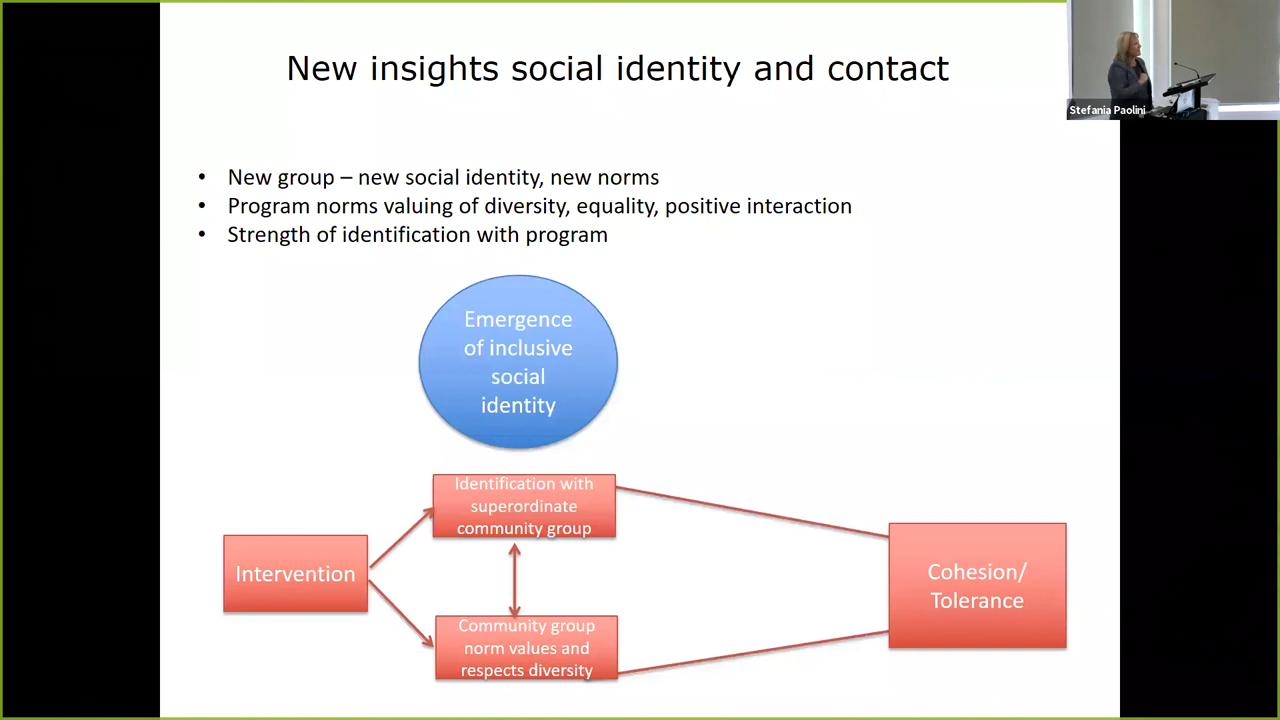 New insights social identity and contact
Stefania Paolini
• New group – new social identity, new norms
• Program norms valuing of diversity, equality, positive interaction
• Strength of identification with program
Emergence
of inclusive
social
identity
Identification with
superordinate
community group
Intervention
Cohesion/
Tolerance
Community group
norm values and
respects diversity